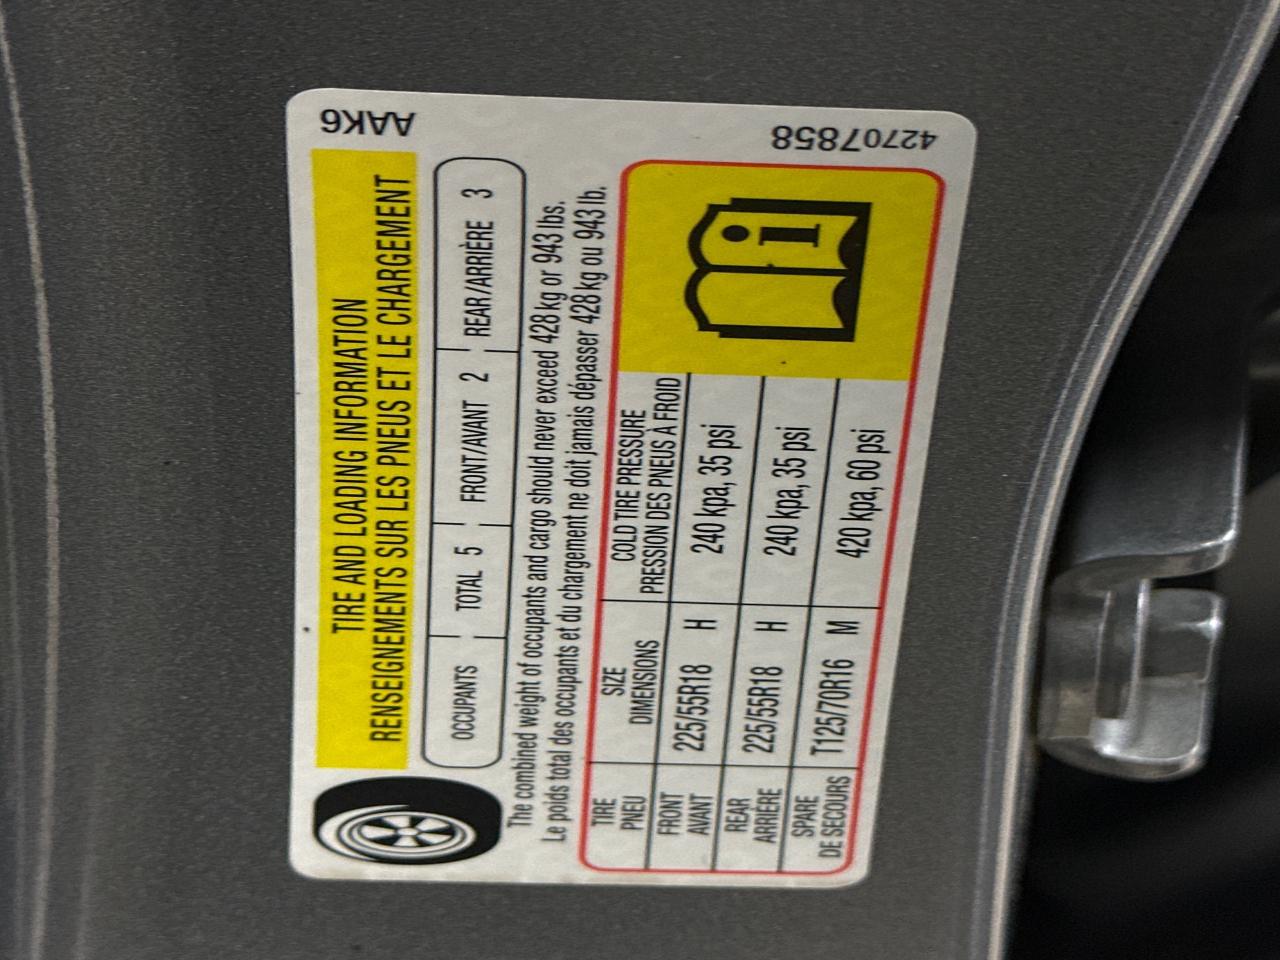 TIRE AND LOADING INFORMATION
RENSEIGNEMENTS SUR LES PNEUS ET LE CHARGEMENT
AAK6
OCCUPANTS TOTAL 5 FRONT/AVANT 2 REAR/ARRIÈRE 3
The combined weight of occupants and cargo should never exceed 428 kg or 943 lbs.
Le poids total des occupants et du chargement ne doit jamais dépasser 428 kg ou 943 lb.
TIRE SIZE COLD TIRE PRESSURE
PNEU DIMENSIONS PRESSION DES PNEUS À FROID
FRONT
AVANT 225/55R18 H 240 kpa, 35 psi
REAR
ARRIÈRE 225/55R18 H 240 kpa, 35 psi
SPARE
DE SECOURS T125/70R16 M 420 kpa, 60 psi
i
42707858